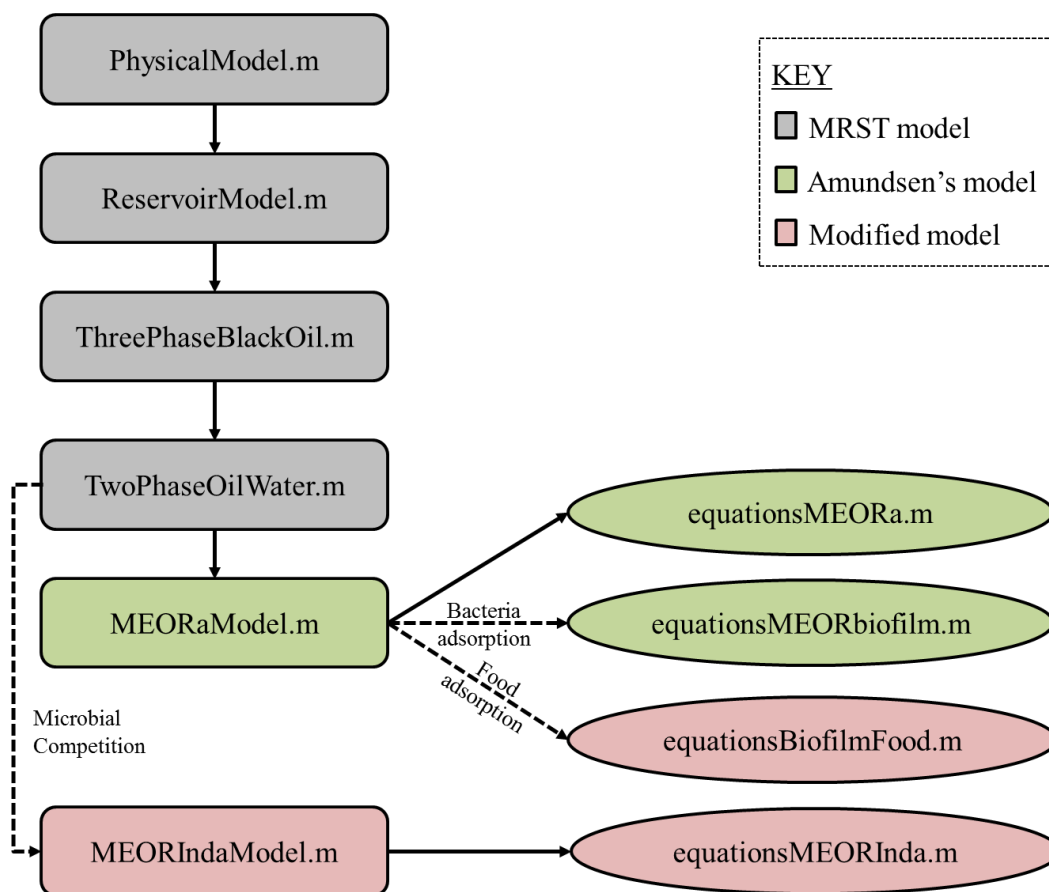 PhysicalModel.m
KEY
MRST model
Amundsen’s model
Modified model
ReservoirModel.m
ThreePhaseBlackOil.m
TwoPhaseOilWater.m
equationsMEORa.m
MEORaModel.m
Bacteria
adsorption
equationsMEORbiofilm.m
Food
adsorption
equationsBiofilmFood.m
Microbial
Competition
MEORIndaModel.m
equationsMEORInda.m